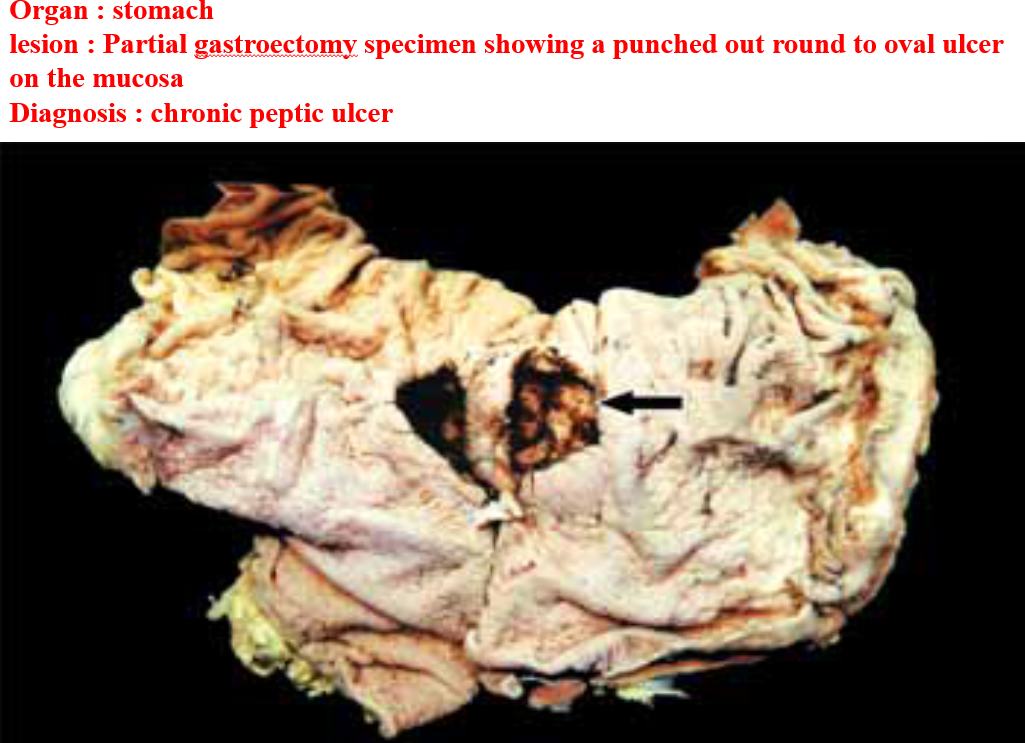 Organ : stomach
lesion : Partial gastroectomy specimen showing a punched out round to oval ulcer
on the mucosa
Diagnosis : chronic peptic ulcer